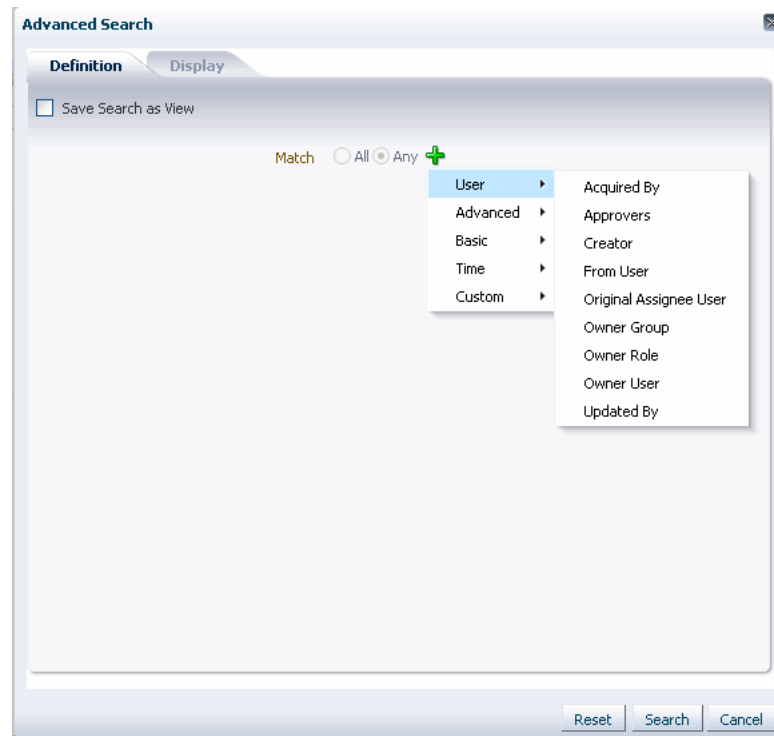 Advanced Search
Definition Display
Save Search as View
Match All Any
User Acquired By
Advanced Approvers
Basic Creator
Time From User
Custom Original Assignee User
Owner Group
Owner Role
Owner User
Updated By
Reset Search Cancel